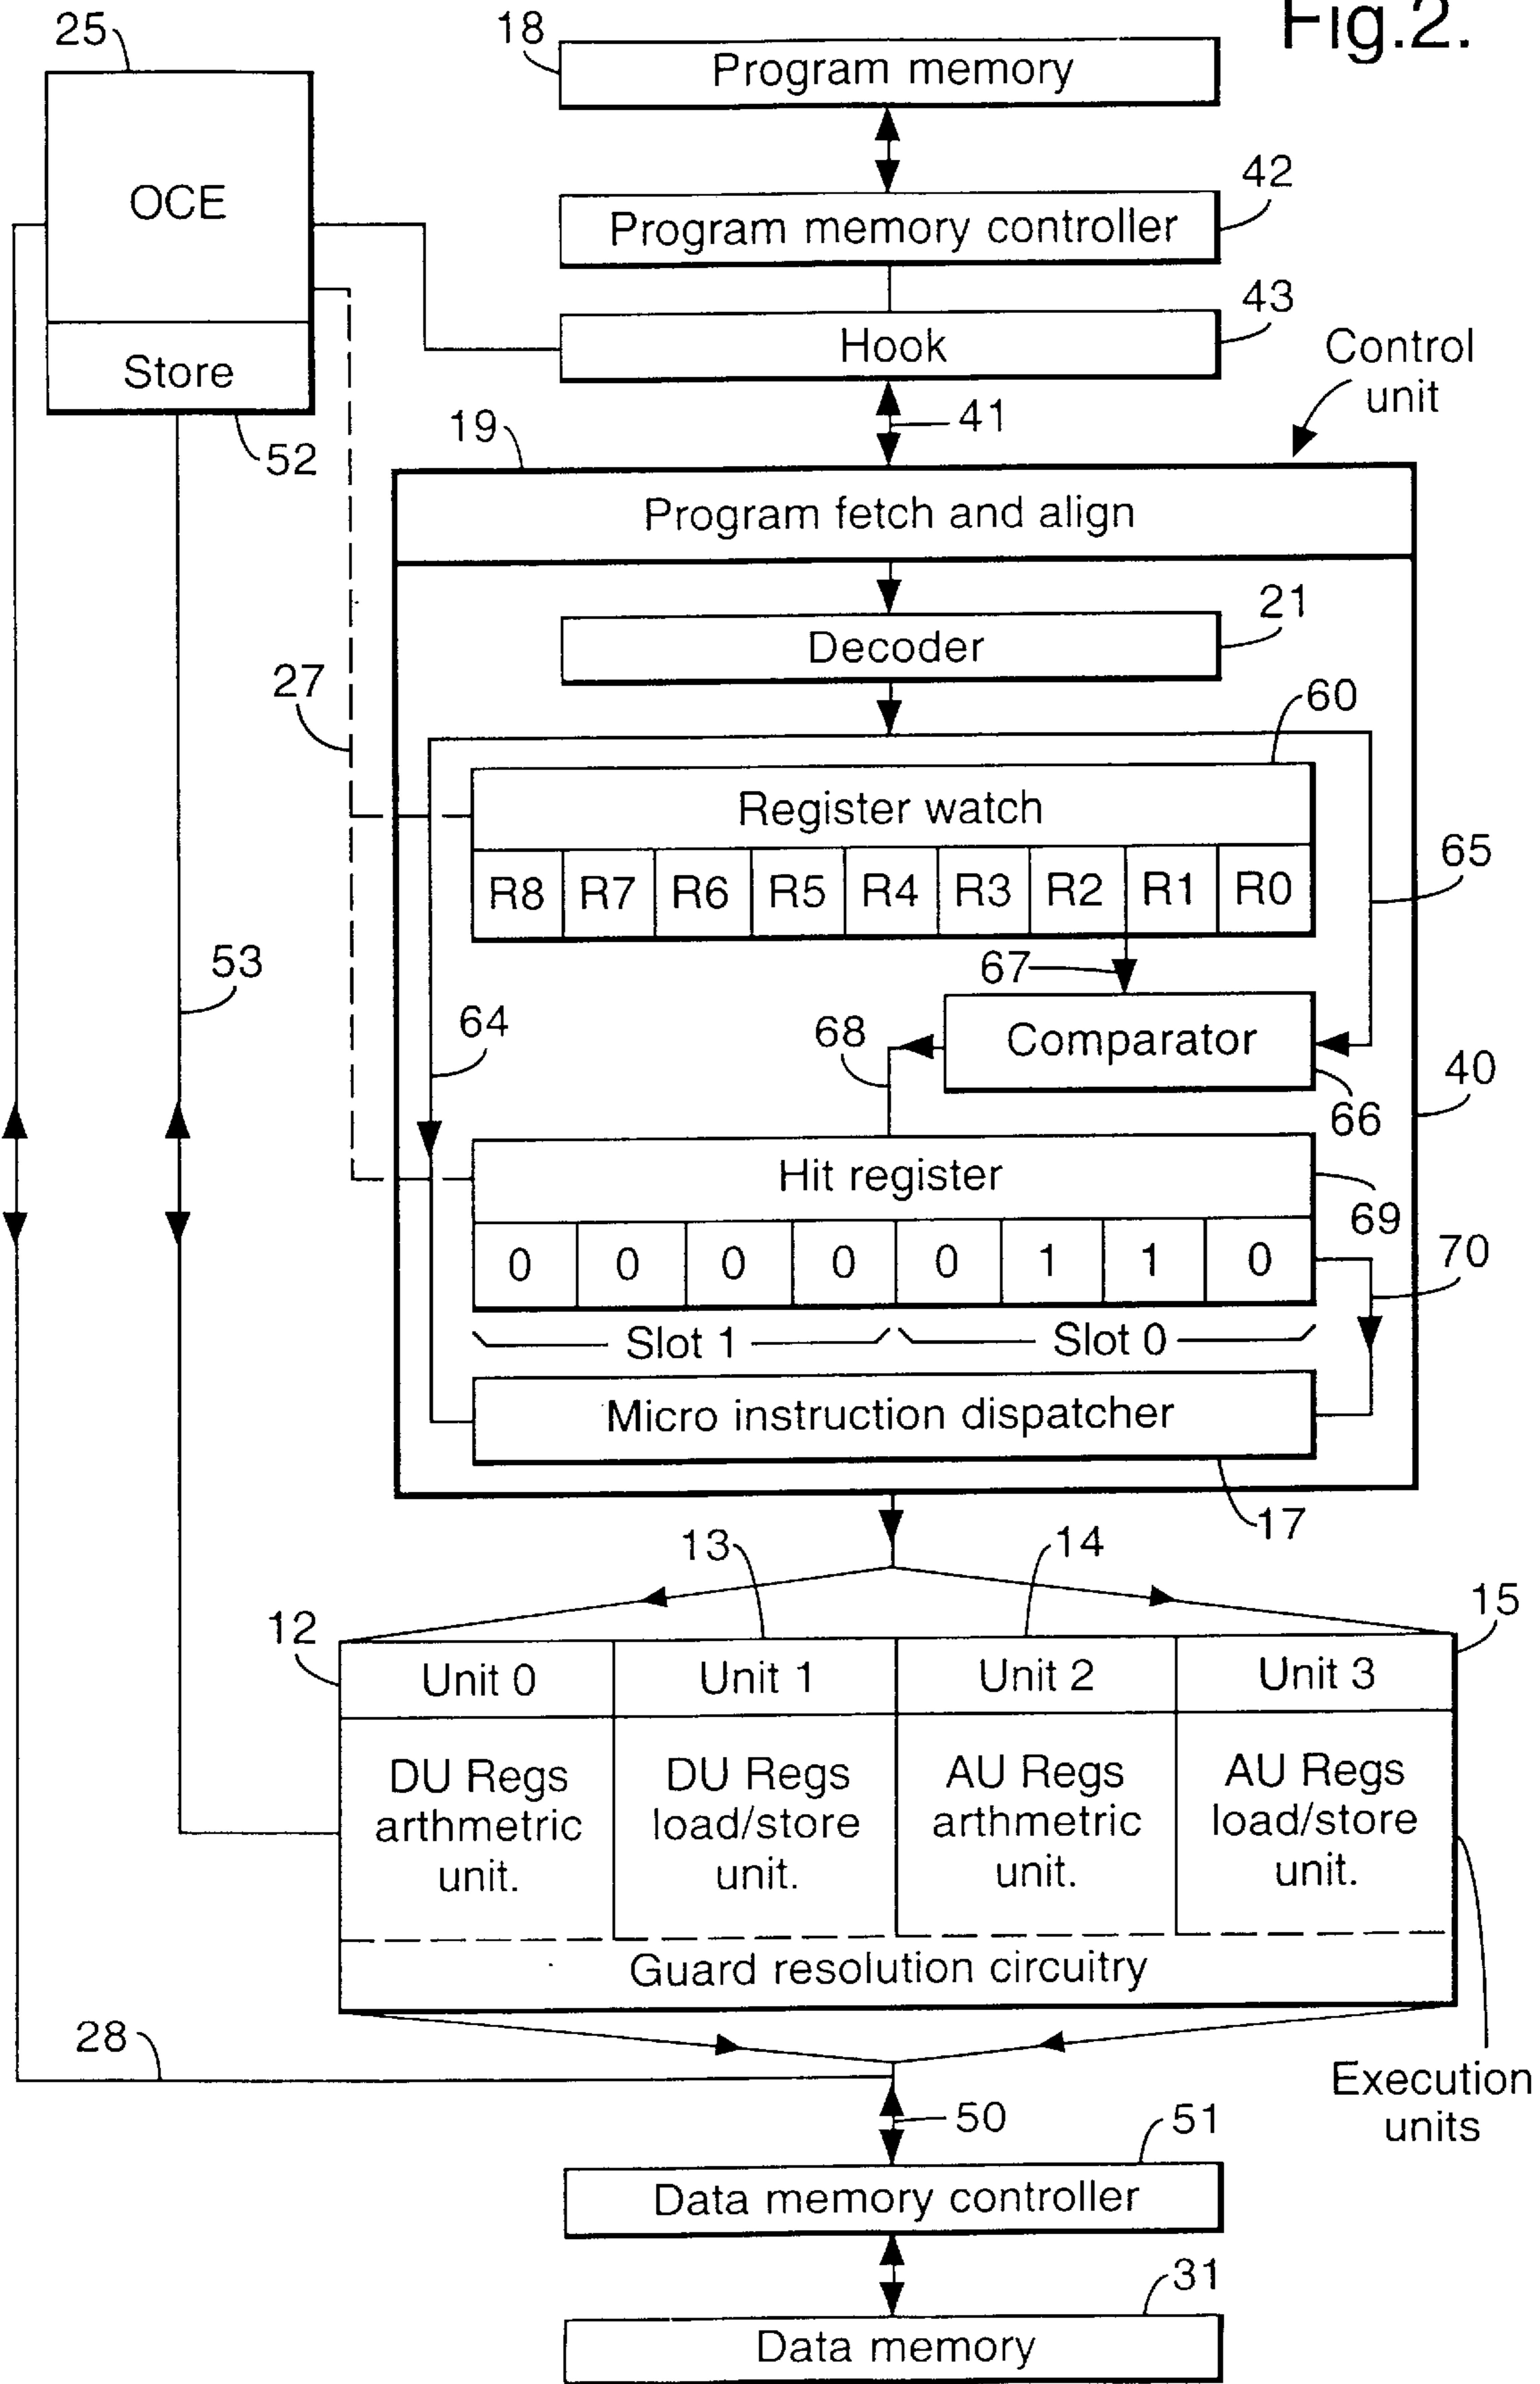 Fig.2.
25
18
Program memory
OCE
42
Program memory controller
43
Hook
Control
unit
Store
52
41
19
Program fetch and align
21
Decoder
27
60
Register watch
R8 R7 R6 R5 R4 R3 R2 R1 R0
65
53
67
64
68
Comparator
66
40
Hit register
69
0 0 0 0 0 1 1 0
70
Slot 1 Slot 0
Micro instruction dispatcher
17
13
14
12
15
Unit 0 Unit 1 Unit 2 Unit 3
DU Regs
arthmetric
unit.
DU Regs
load/store
unit.
AU Regs
arthmetric
unit.
AU Regs
load/store
unit.
Guard resolution circuitry
28
Execution
units
50
51
Data memory controller
31
Data memory